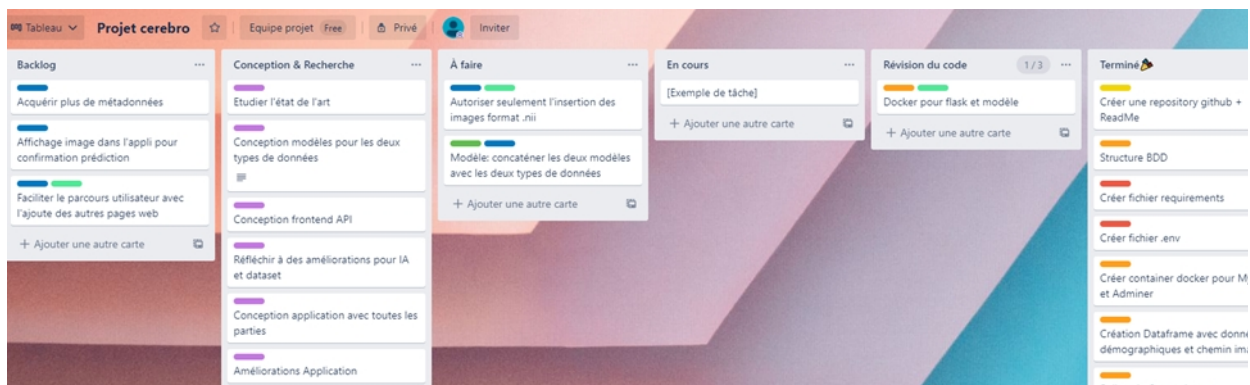 Tableau
Projet cerebro
Equipe projet Free
Privé
Inviter
Backlog
Acquérir plus de métadonnées
Affichage image dans l'appli pour
confirmation prédiction
Faciliter le parcours utilisateur avec
l'ajoute des autres pages web
+ Ajouter une autre carte
Conception & Recherche
Etudier l'état de l'art
Conception modèles pour les deux
types de données
Conception frontend API
Réfléchir à des améliorations pour IA
et dataset
Conception application avec toutes les
parties
Améliorations Application
À faire
Autoriser seulement l'insertion des
images format .nii
Modèle: concaténer les deux modèles
avec les deux types de données
+ Ajouter une autre carte
En cours
[Exemple de tâche]
+ Ajouter une autre carte
Révision du code 1/3
Docker pour flask et modèle
+ Ajouter une autre carte
Terminé
Créer une repository github +
ReadMe
Structure BDD
Créer fichier requirements
Créer fichier .env
Créer container docker pour
et Adminer
Création Dataframe avec
démographiques et chemin